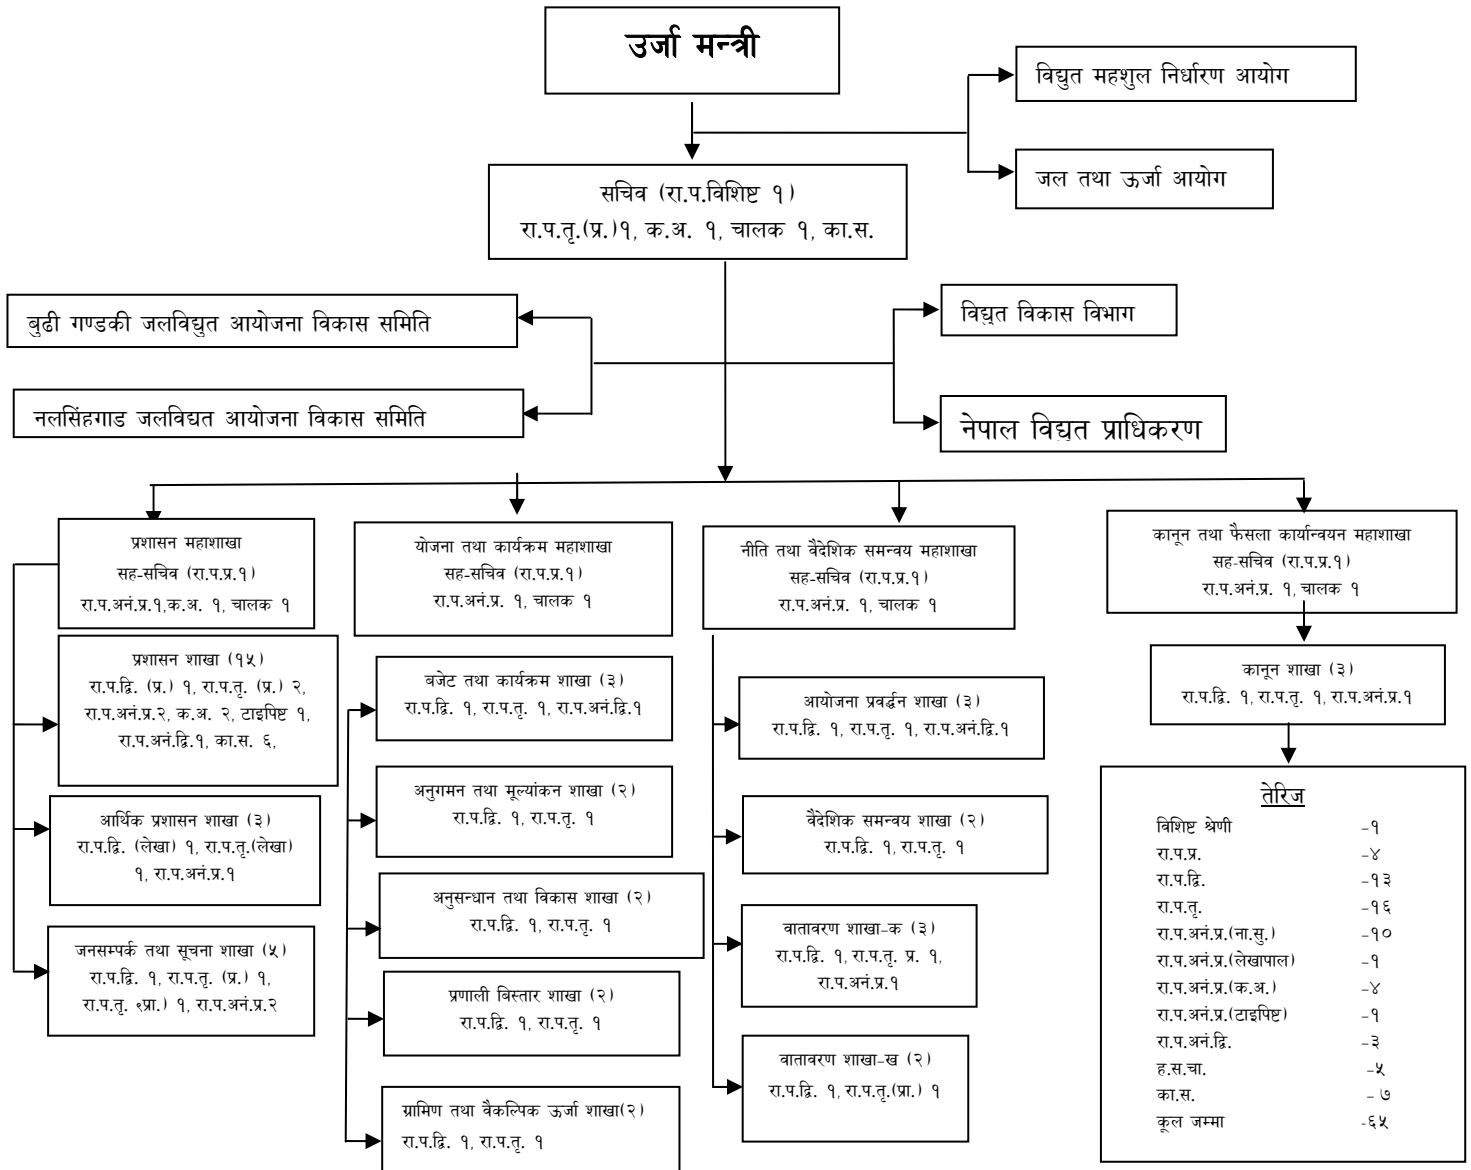 उर्जा मन्त्री
विद्युत महशुल निर्धारण आयोग
जल तथा ऊर्जा आयोग
सचिव (रा.प.विशिष्ट १)
रा.प.तृ.(प्र.)१, क.अ. १, चालक १, का.स.
बुढी गण्डकी जलविद्युत आयोजना विकास समिति
विद्युत विकास विभाग
नलसिंहगाड जलविद्यत आयोजना विकास समिति
नेपाल विद्यत प्राधिकरण
प्रशासन महाशाखा
सह-सचिव (रा.प.प्र.१)
रा.प.अनं.प्र.१,क.अ. १, चालक १
प्रशासन शाखा (१५)
रा.प.द्वि. (प्र.) १, रा.प.तृ. (प्र.) २,
रा.प.अनं.प्र.२, क.अ. २, टाइपिष्ट १,
रा.प.अनं.द्वि.१, का.स. ६,
आर्थिक प्रशासन शाखा (३)
रा.प.द्वि. (लेखा) १, रा.प.तृ.(लेखा)
१, रा.प.अनं.प्र.१
जनसम्पर्क तथा सूचना शाखा (५)
रा.प.द्वि. १, रा.प.तृ. (प्र.) १,
रा.प.तृ. ९प्रा.) १, रा.प.अनं.प्र.२
योजना तथा कार्यक्रम महाशाखा
सह-सचिव (रा.प.प्र.१)
रा.प.अनं.प्र. १, चालक १
बजेट तथा कार्यक्रम शाखा (३)
रा.प.द्वि. १, रा.प.तृ. १, रा.प.अनं.द्वि.१
अनुगमन तथा मूल्यांकन शाखा (२)
रा.प.द्वि. १, रा.प.तृ. १
अनुसन्धान तथा विकास शाखा (२)
रा.प.द्वि. १, रा.प.तृ. १
प्रणाली बिस्तार शाखा (२)
रा.प.द्वि. १, रा.प.तृ. १
ग्रामिण तथा वैकल्पिक ऊर्जा शाखा(२)
रा.प.द्वि. १, रा.प.तृ. १
नीति तथा वैदेशिक समन्वय महाशाखा
सह-सचिव (रा.प.प्र.१)
रा.प.अनं.प्र. १, चालक १
आयोजना प्रवर्द्धन शाखा (३)
रा.प.द्वि. १, रा.प.तृ. १, रा.प.अनं.द्वि.१
वैदेशिक समन्वय शाखा (२)
रा.प.द्वि. १, रा.प.तृ. १
वातावरण शाखा-क (३)
रा.प.द्वि. १, रा.प.तृ. प्र. १,
रा.प.अनं.प्र.१
वातावरण शाखा-ख (२)
रा.प.द्वि. १, रा.प.तृ.(प्रा.) १
कानून तथा फैसला कार्यान्वयन महाशाखा
सह-सचिव (रा.प.प्र.१)
रा.प.अनं.प्र. १, चालक १
कानून शाखा (३)
रा.प.द्वि. १, रा.प.तृ. १, रा.प.अनं.प्र.१
तेरिज
विशिष्ट श्रेणी -१
रा.प.प्र. -४
रा.प.द्वि. -१३
रा.प.तृ. -१६
रा.प.अनं.प्र.(ना.सु.) -१०
रा.प.अनं.प्र.(लेखापाल) -१
रा.प.अनं.प्र.(क.अ.) -४
रा.प.अनं.प्र.(टाइपिष्ट) -१
रा.प.अनं.द्वि. -३
ह.स.चा. -५
का.स. - ७
कूल जम्मा -६५